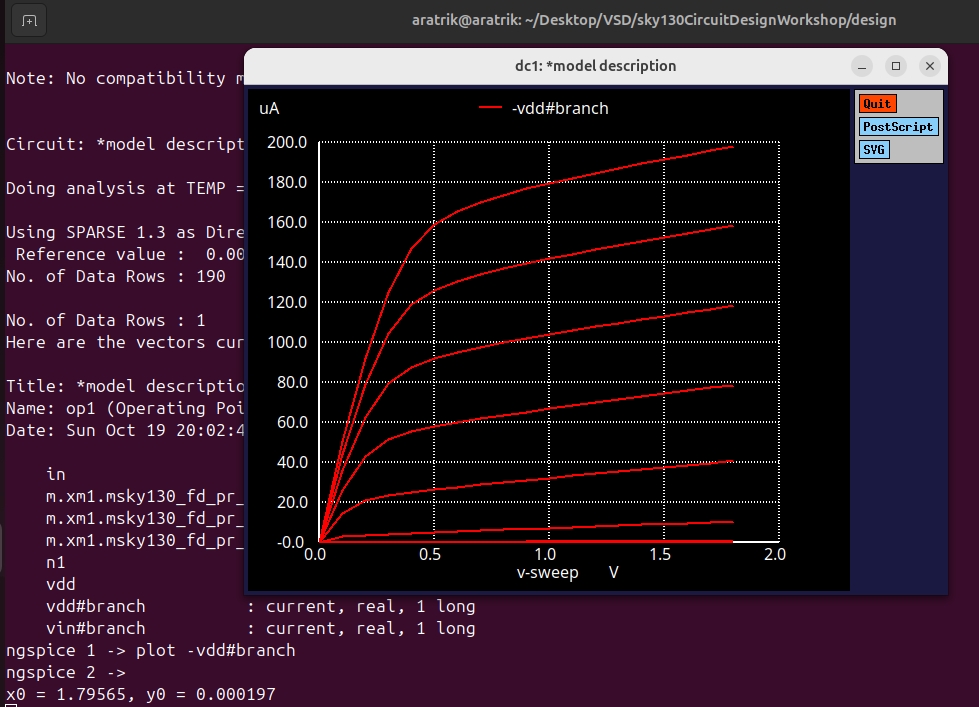 aratrik@aratrik: ~/Desktop/VSD/sky130CircuitDesignWorkshop/design
Note: No compatibility m
Circuit: *model descript
Doing analysis at TEMP =
Using SPARSE 1.3 as Dire
Reference value :  0.00
No. of Data Rows : 190
No. of Data Rows : 1
Here are the vectors cur
Title: *model descriptio
Name: op1 (Operating Poi
Date: Sun Oct 19 20:02:4
in
m.xm1.msky130_fd_pr_
m.xm1.msky130_fd_pr_
m.xm1.msky130_fd_pr_
n1
vdd
vdd#branch : current, real, 1 long
vin#branch : current, real, 1 long
ngspice 1 -> plot -vdd#branch
ngspice 2 ->
x0 = 1.79565, y0 = 0.000197
dc1: *model description
uA
-vdd#branch
200.0
180.0
160.0
140.0
120.0
100.0
80.0
60.0
40.0
20.0
-0.0
0.0 0.5 1.0 1.5 2.0
v-sweep V
Quit
PostScript
SVG